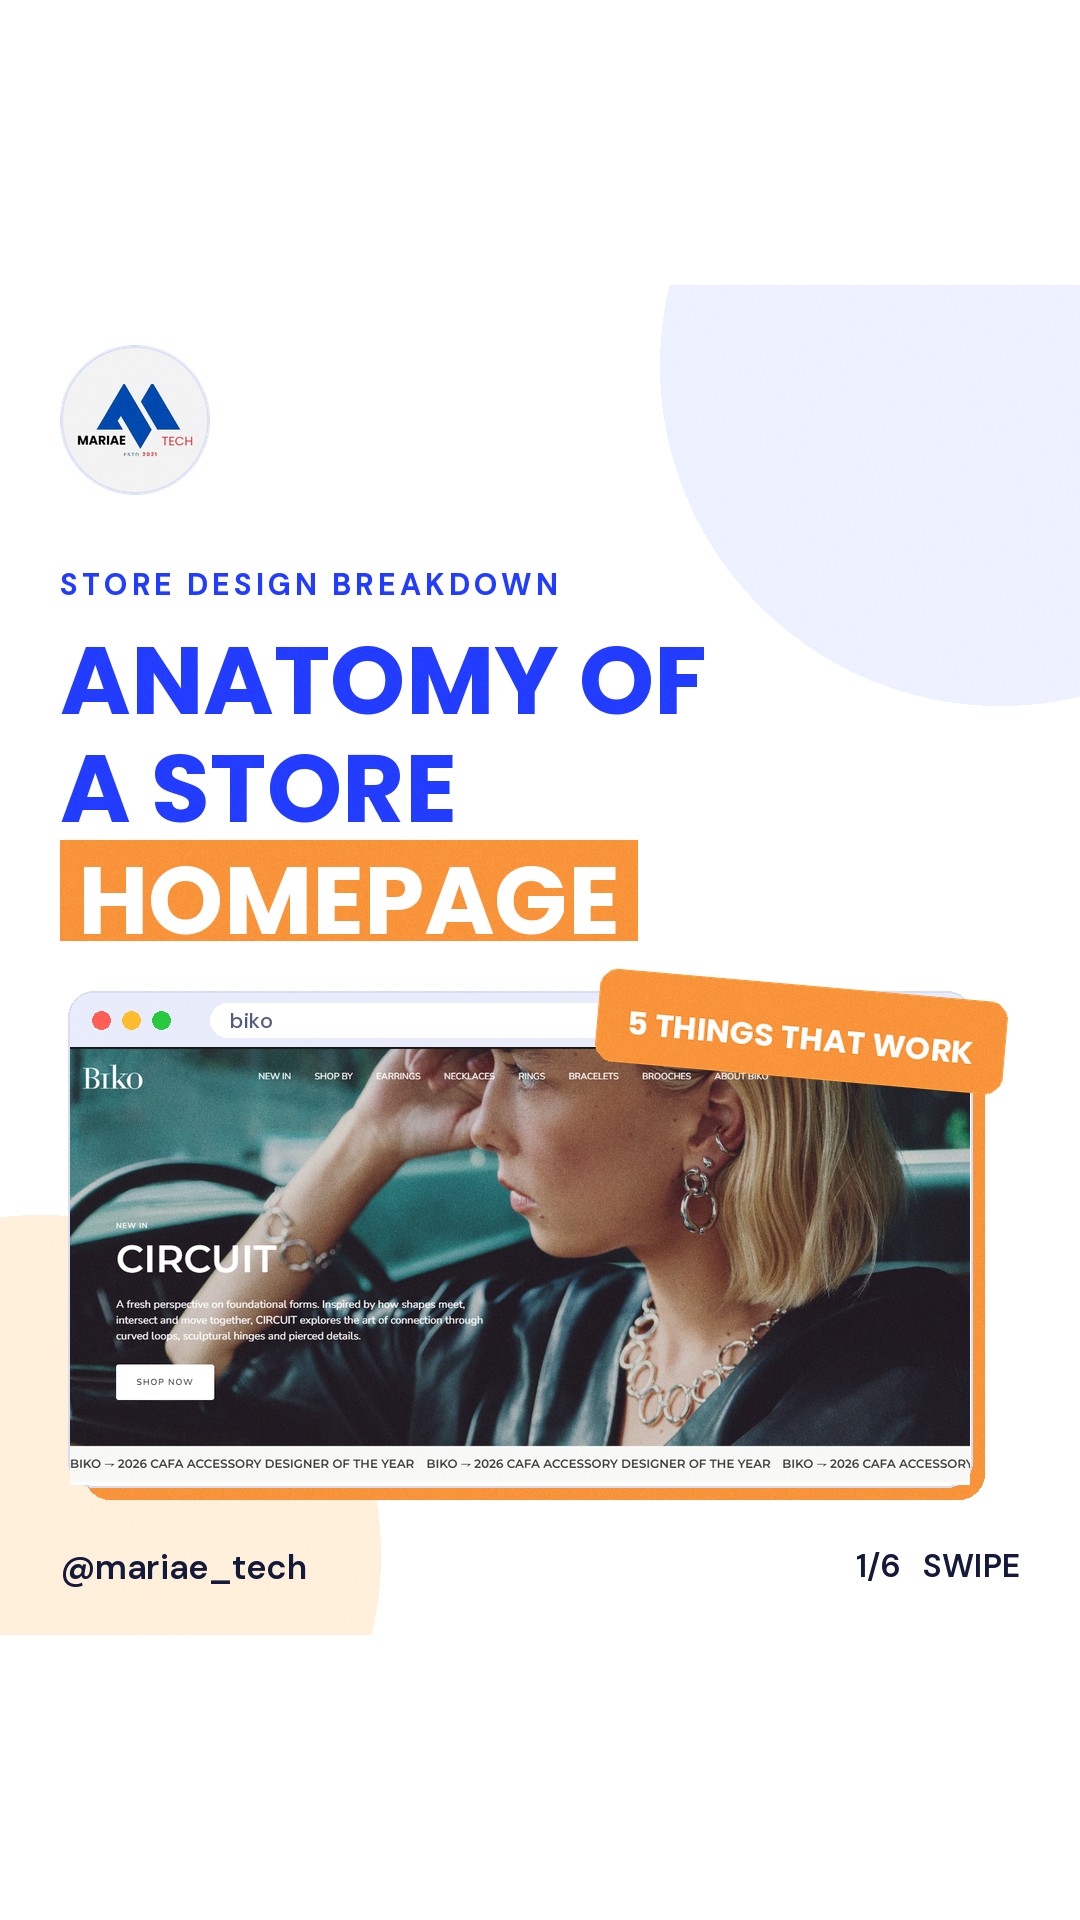 MARIAE TECH
ESTD 2021
STORE DESIGN BREAKDOWN
ANATOMY OF
A STORE
HOMEPAGE
5 THINGS THAT WORK
biko
Biko
NEW IN SHOP BY EARRINGS NECKLACES RINGS BRACELETS BROOCHES ABOUT BIKO
NEW IN
CIRCUIT
A fresh perspective on foundational forms. Inspired by how shapes meet,
intersect and move together, CIRCUIT explores the art of connection through
curved loops, sculptural hinges and pierced details.
SHOP NOW
BIKO → 2026 CAFA ACCESSORY DESIGNER OF THE YEAR BIKO → 2026 CAFA ACCESSORY DESIGNER OF THE YEAR BIKO → 2026 CAFA ACCESSORY
@mariae_tech
1/6 SWIPE